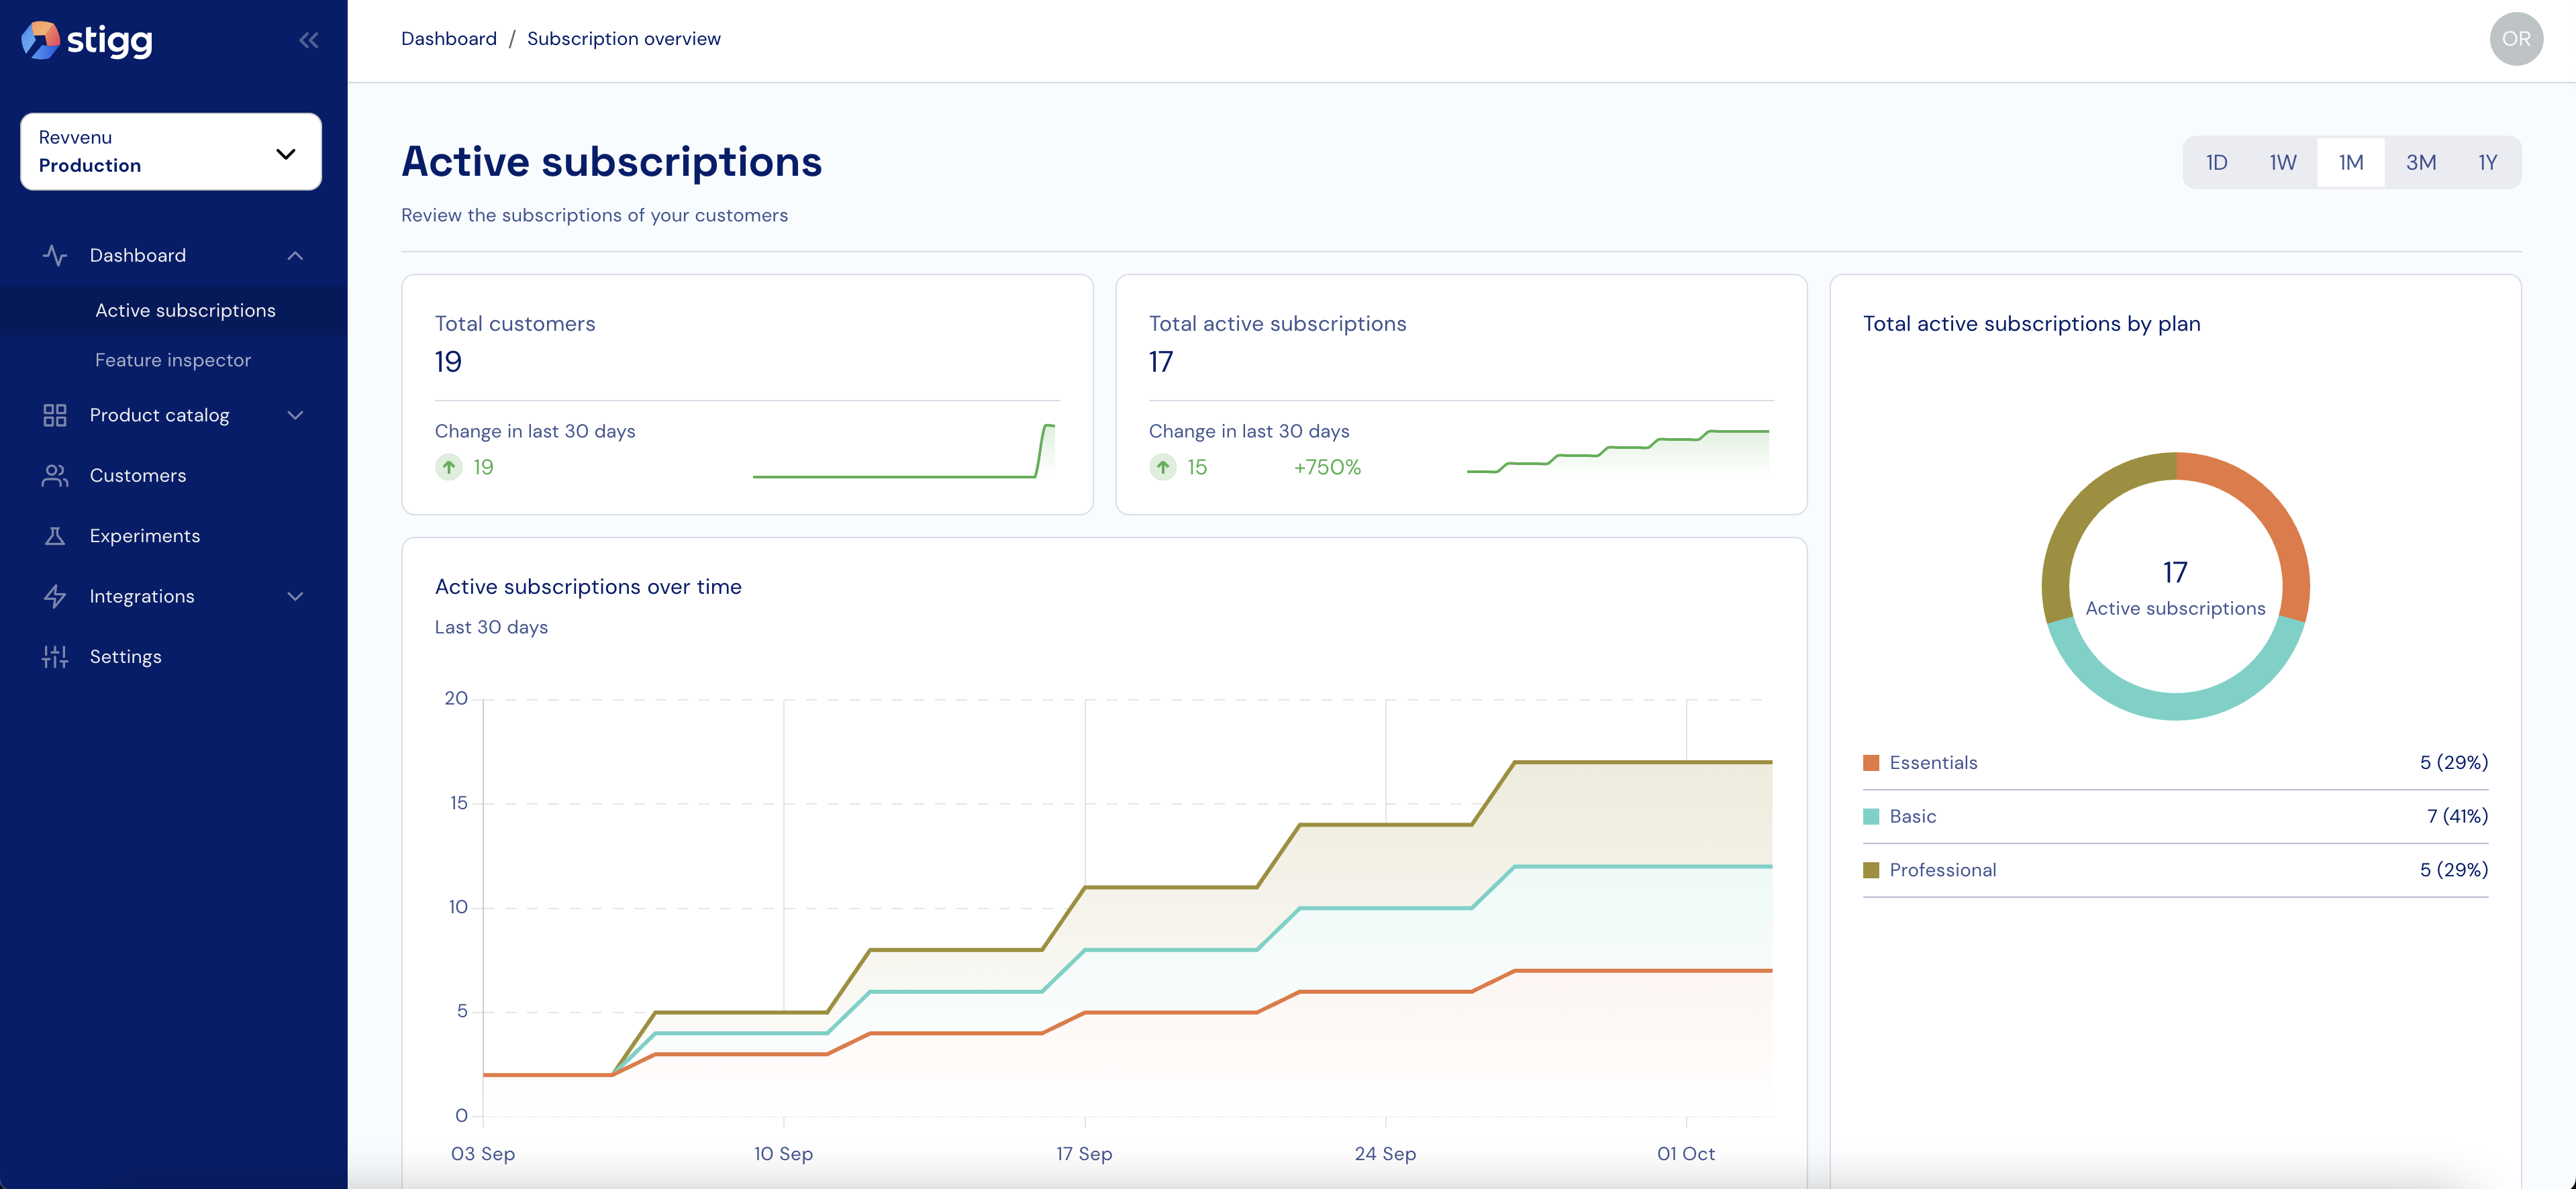 stigg
Dashboard / Subscription overview
OR
Revvenu
Production
Dashboard
Active subscriptions
Feature inspector
Product catalog
Customers
Experiments
Integrations
Settings
Active subscriptions
1D 1W 1M 3M 1Y
Review the subscriptions of your customers
Total customers
19
Change in last 30 days
19
Total active subscriptions
17
Change in last 30 days
15 +750%
Active subscriptions over time
Last 30 days
20
15
10
5
0
03 Sep 10 Sep 17 Sep 24 Sep 01 Oct
Total active subscriptions by plan
17
Active subscriptions
Essentials 5 (29%)
Basic 7 (41%)
Professional 5 (29%)